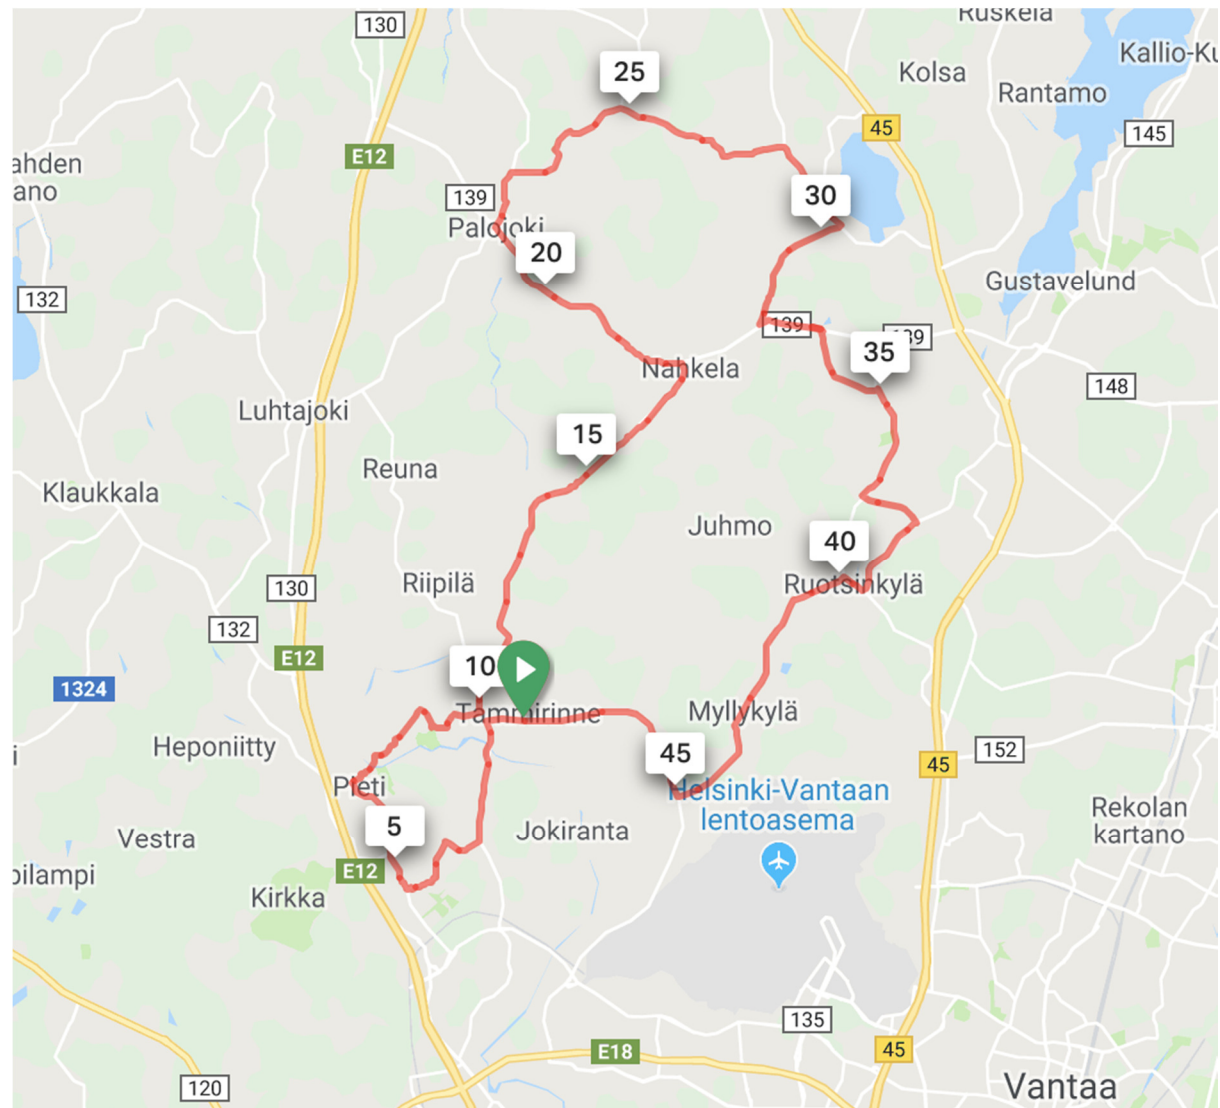 Ruskela
130
25
Kallio-Ku
Kolsa
Rantamo
45
145
E12
ahden
ano
139
30
Palojoki
20
132
Gustavelund
139
35
39
Nahkela
148
Luhtajoki
15
Reuna
Klaukkala
Juhmo
40
130
Riipilä
Ruotsinkylä
132
E12
10
1324
Tammirinne
Myllykylä
Heponiitty
45
45
152
i
Pieti
Helsinki-Vantaan
lentoasema
Rekolan
kartano
5
Jokiranta
Vestra
E12
pilampi
Kirkka
135
E18
45
120
Vantaa